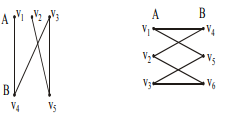 A v₁ v₂ v₃
B
v₄ v₅
A B
v₁ v₄
v₂ v₅
v₃ v₆